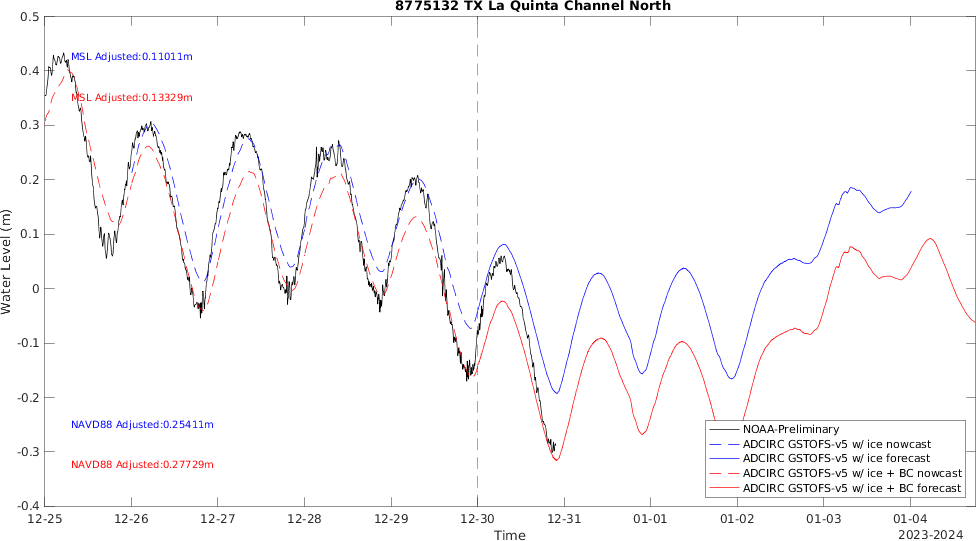 8775132 TX La Quinta Channel North
0.5
0.4
0.3
0.2
0.1
0
-0.1
-0.2
-0.3
-0.4
Water Level (m)
MSL Adjusted:0.11011m
MSL Adjusted:0.13329m
NAVD88 Adjusted:0.25411m
NAVD88 Adjusted:0.27729m
NOAA-Preliminary
ADCIRC GSTOFS-v5 w/ ice nowcast
ADCIRC GSTOFS-v5 w/ ice forecast
ADCIRC GSTOFS-v5 w/ ice + BC nowcast
ADCIRC GSTOFS-v5 w/ ice + BC forecast
12-25 12-26 12-27 12-28 12-29 12-30 12-31 01-01 01-02 01-03 01-04
Time
2023-2024